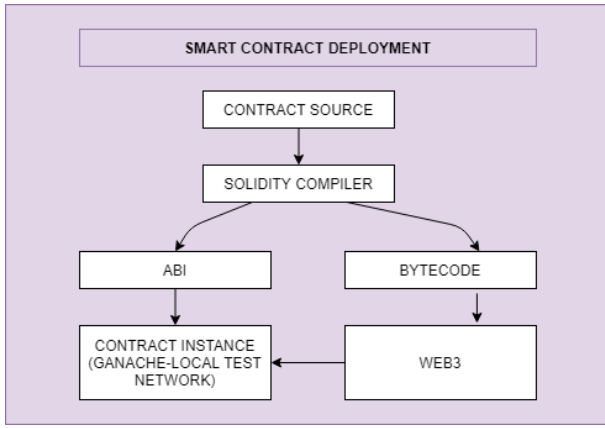 SMART CONTRACT DEPLOYMENT
CONTRACT SOURCE
SOLIDITY COMPILER
ABI
BYTECODE
CONTRACT INSTANCE
(GANACHE-LOCAL TEST
NETWORK)
WEB3